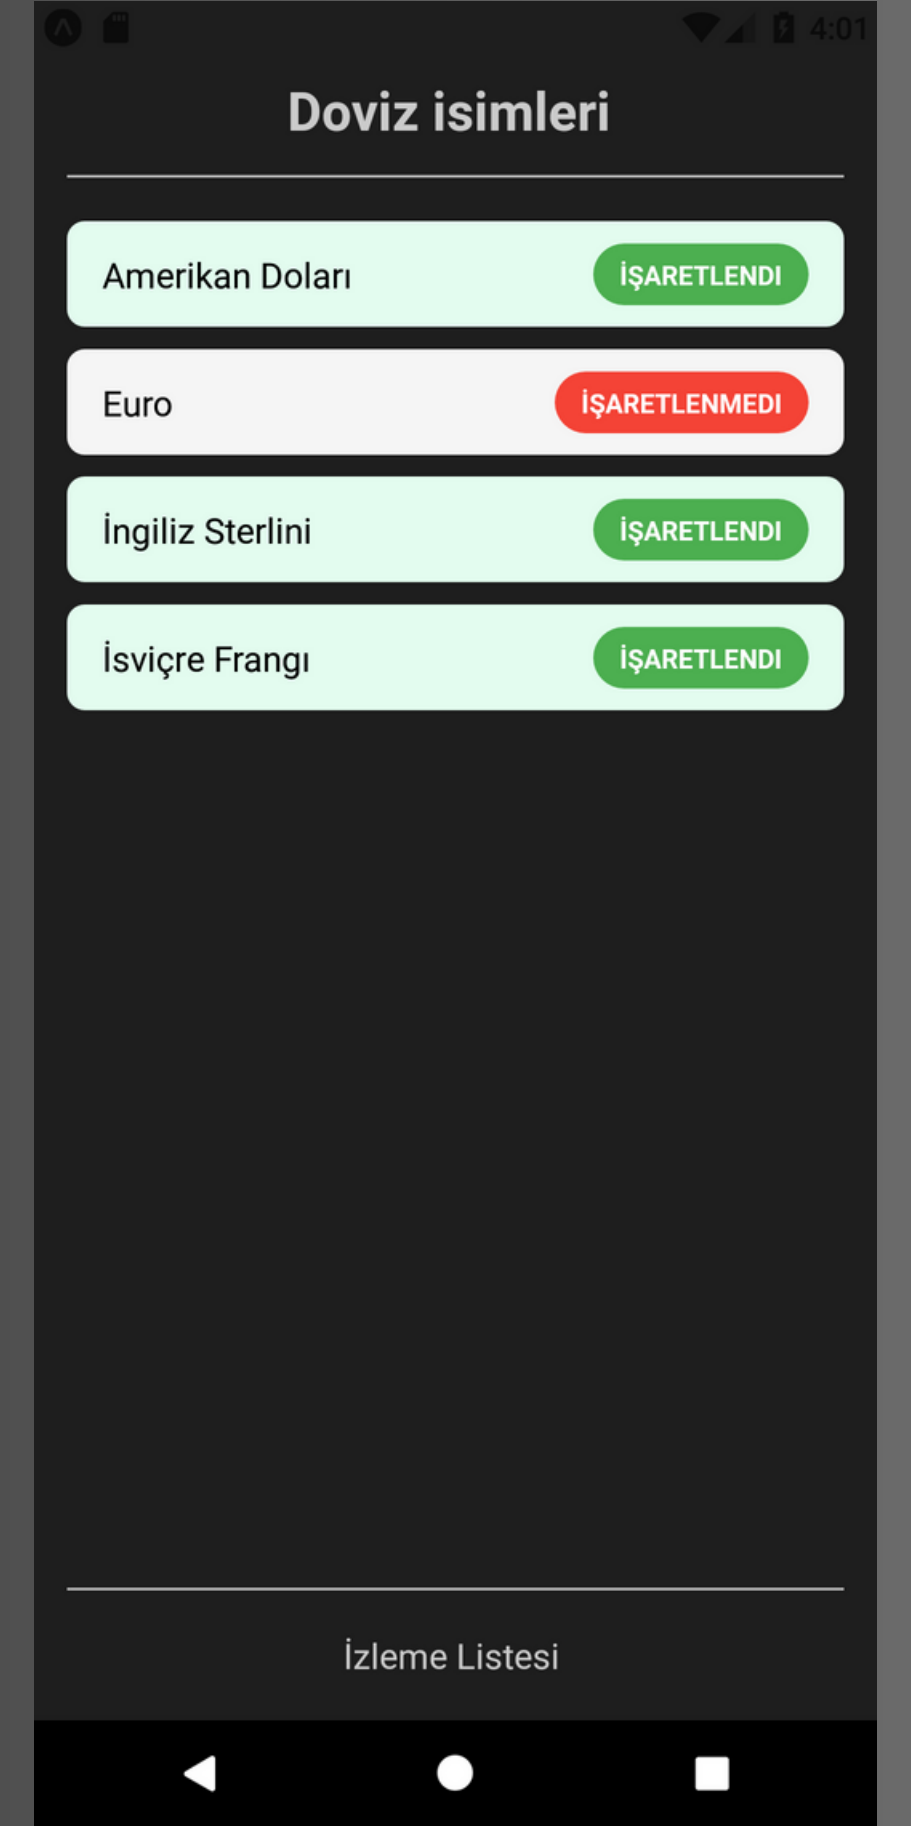 4:01
Doviz isimleri
Amerikan Doları
İŞARETLENDI
Euro
İŞARETLENMEDI
İngiliz Sterlini
İŞARETLENDI
İsviçre Frangı
İŞARETLENDI
İzleme Listesi